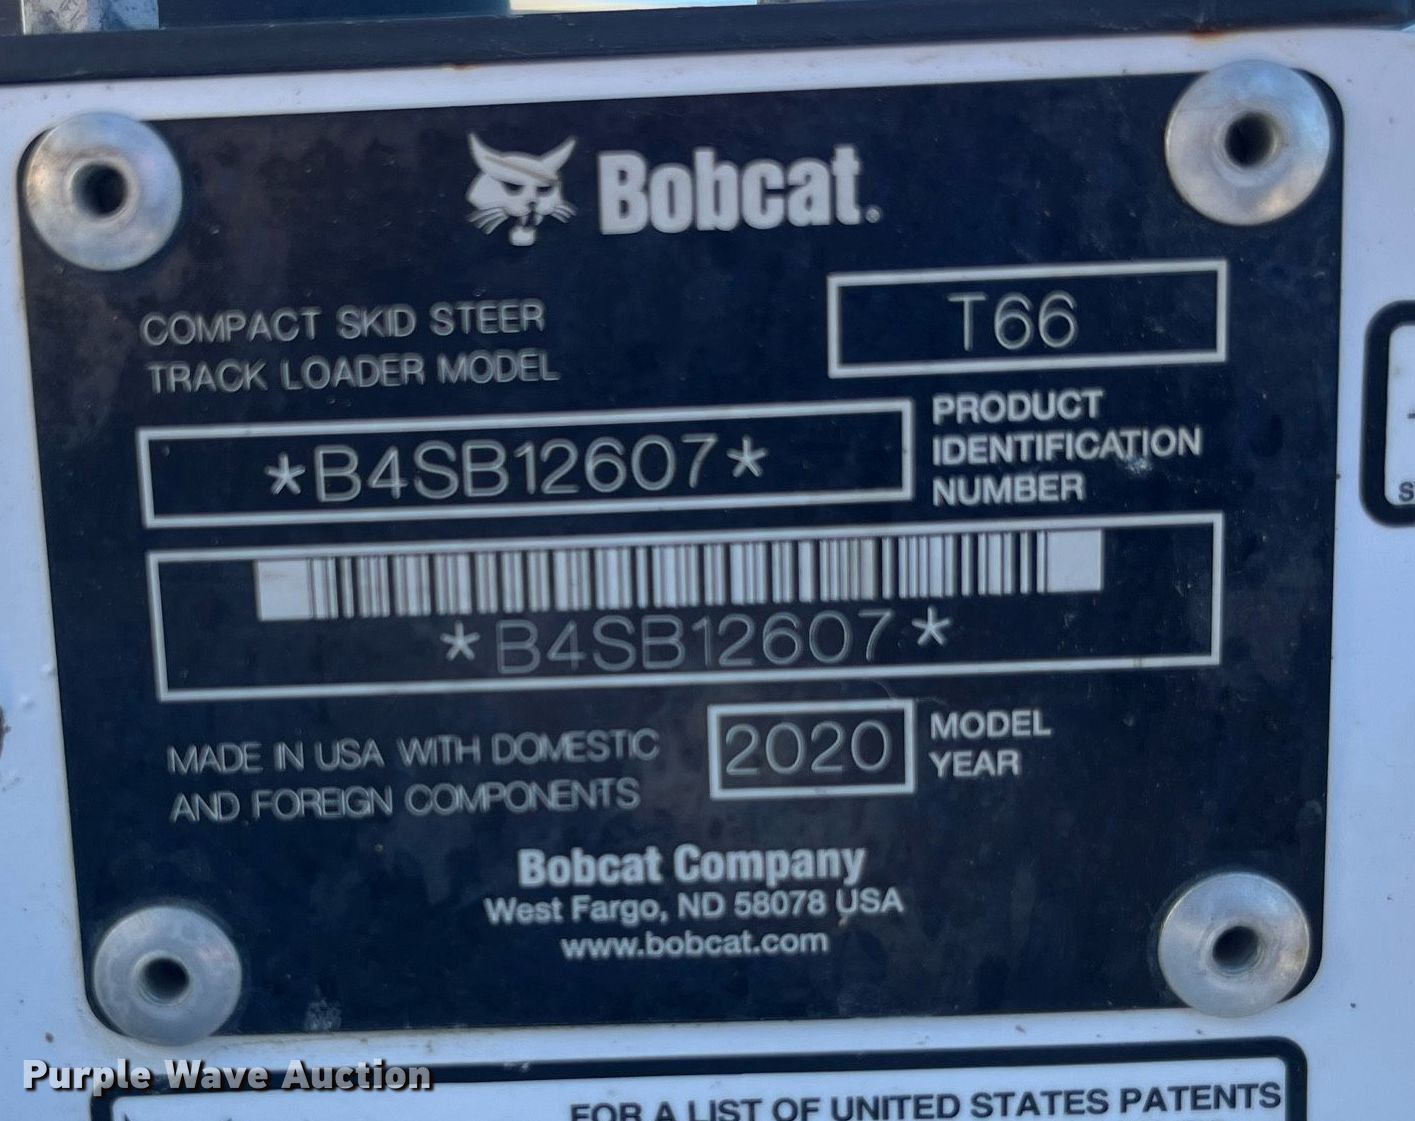 Bobcat.
COMPACT SKID STEER
TRACK LOADER MODEL
T66
*B4SB12607*
PRODUCT
IDENTIFICATION
NUMBER
*B4SB12607*
MADE IN USA WITH DOMESTIC
AND FOREIGN COMPONENTS
2020
MODEL
YEAR
Bobcat Company
West Fargo, ND 58078 USA
www.bobcat.com
Purple Wave Auction
FOR A LIST OF UNITED STATES PATENTS